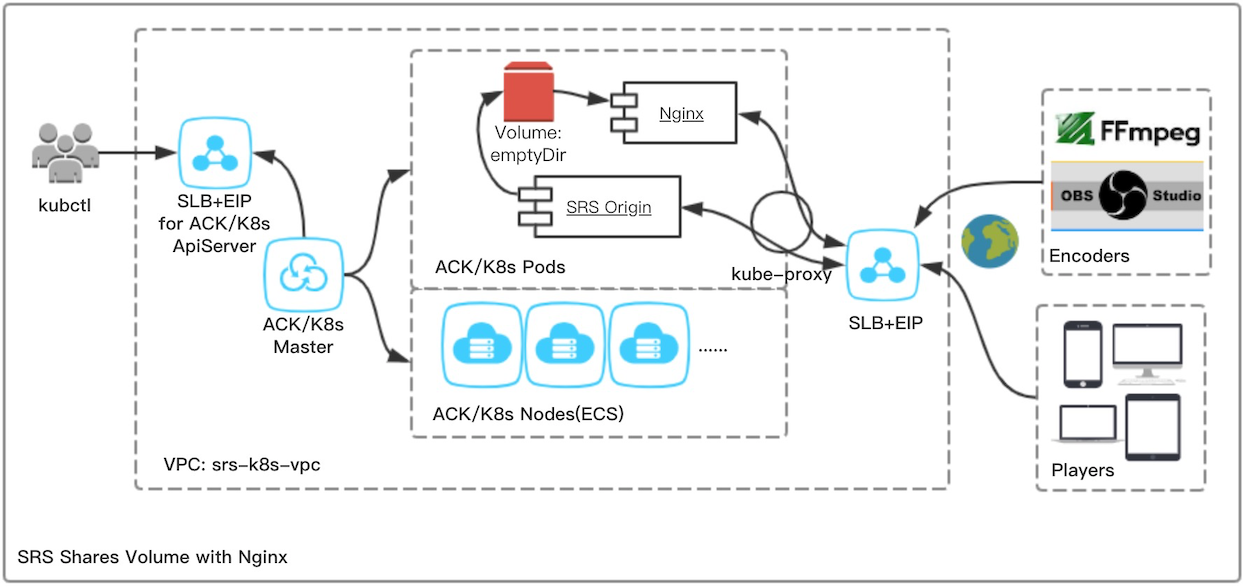 kubctl
SLB+EIP
for ACK/K8s
ApiServer
ACK/K8s
Master
Volume:
emptyDir
Nginx
SRS Origin
ACK/K8s Pods
kube-proxy
ACK/K8s Nodes(ECS)
......
SLB+EIP
FFmpeg
OBS Studio
Encoders
Players
VPC: srs-k8s-vpc
SRS Shares Volume with Nginx